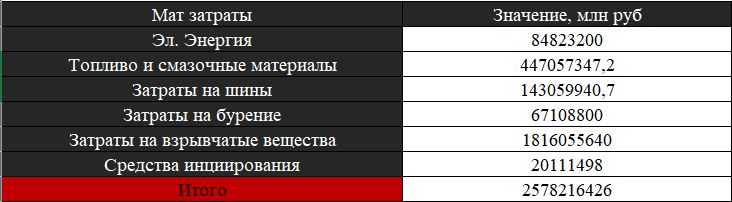 Мат затраты Значение, млн руб
Эл. Энергия 84823200
Топливо и смазочные материалы 447057347,2
Затраты на шины 143059940,7
Затраты на бурение 67108800
Затраты на взрывчатые вещества 1816055640
Средства инциирования 20111498
Итого 2578216426